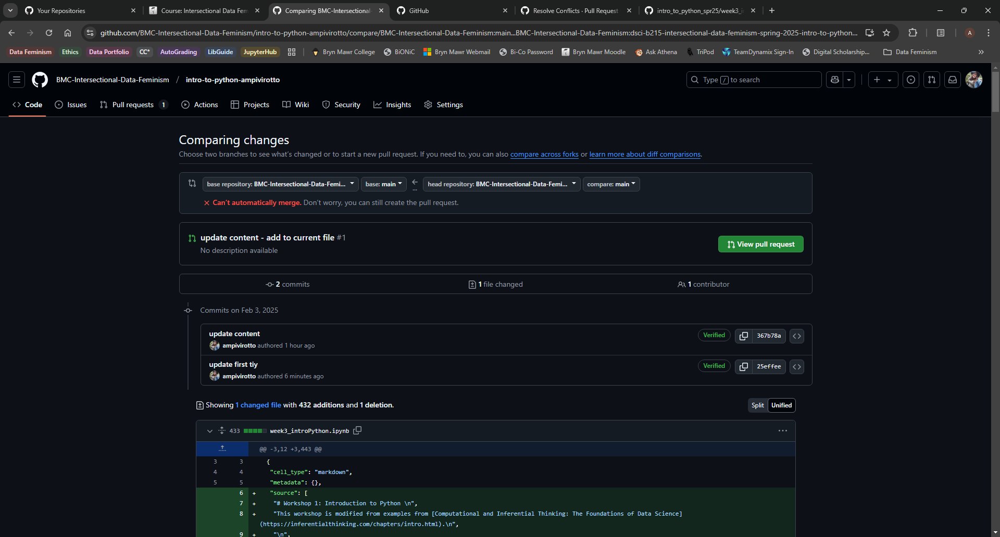 Your Repositories
Course: Intersectional Data Fem
Comparing BMC-Intersectional-
GitHub
Resolve Conflicts · Pull Request
intro_to_python_spr25/week3_i
github.com/BMC-Intersectional-Data-Feminism/intro-to-python-ampivirotto/compare/BMC-Intersectional-Data-Feminism:main...BMC-Intersectional-Data-Feminism:dsci-b215-intersectional-data-feminism-spring-2025-intro-to-python...
A
Data Feminism
Ethics
Data Portfolio
CC*
AutoGrading
LibGuide
JupyterHub
Bryn Mawr College
BiONiC
Bryn Mawr Webmail
Bi-Co Password
Bryn Mawr Moodle
Ask Athena
TriPod
TeamDynamix Sign-In
Digital Scholarship...
Data Feminism
BMC-Intersectional-Data-Feminism / intro-to-python-ampivirotto
Type / to search
Code
Issues
Pull requests 1
Actions
Projects
Wiki
Security
Insights
Settings
Comparing changes
Choose two branches to see what's changed or to start a new pull request. If you need to, you can also compare across forks or learn more about diff comparisons.
base repository: BMC-Intersectional-Data-Femi... base: main ... head repository: BMC-Intersectional-Data-Femi... compare: main
Can't automatically merge. Don't worry, you can still create the pull request.
update content - add to current file #1
No description available
View pull request
2 commits
1 file changed
1 contributor
Commits on Feb 3, 2025
update content
ampivirotto authored 1 hour ago
Verified
367b78a
update first tiy
ampivirotto authored 6 minutes ago
Verified
25effee
Showing 1 changed file with 432 additions and 1 deletion.
Split Unified
433 week3_introPython.ipynb
@@ -3,12 +3,443 @@
3 3 {
4 4 "cell_type": "markdown",
5 5 "metadata": {},
6 + "source": [
7 + "# Workshop 1: Introduction to Python \n",
8 + "This workshop is modified from examples from [Computational and Inferential Thinking: The Foundations of Data Science]
(https://inferentialthinking.com/chapters/intro.html).\n",
9 + "\n",